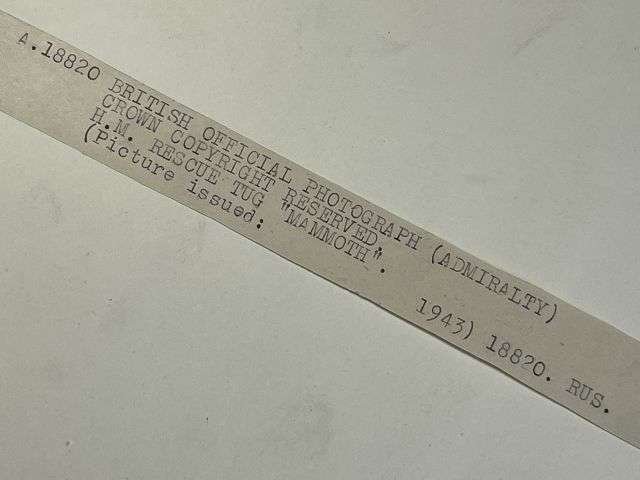 A.18820 BRITISH OFFICIAL PHOTOGRAPH (ADMIRALTY)
CROWN COPYRIGHT RESERVED.
H.M. RESCUE TUG "MAMMOTH".
(Picture issued: 1943) 18820. RUS.